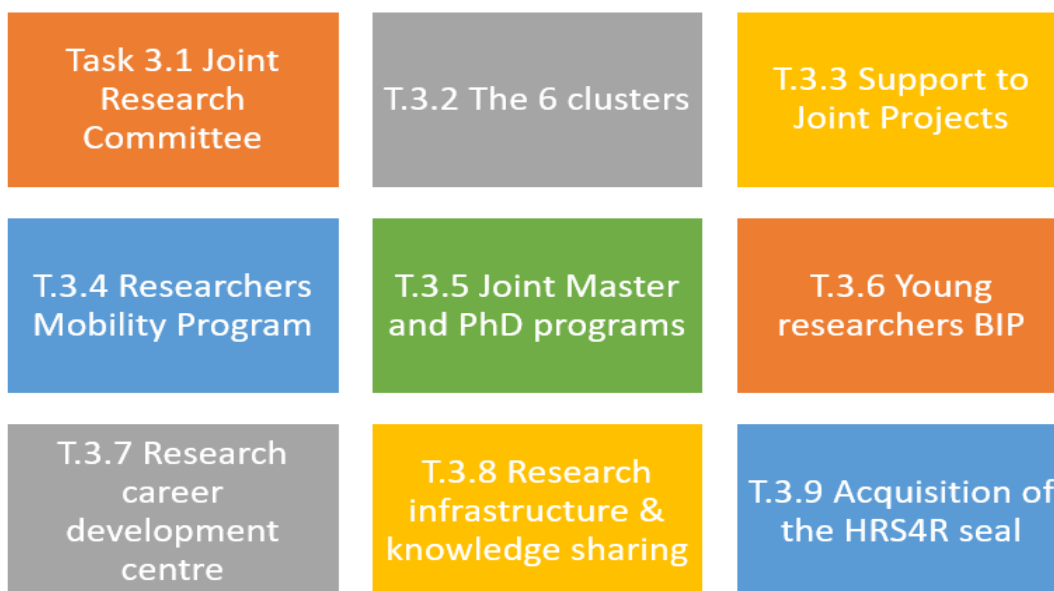 Task 3.1 Joint
Research
Committee
T.3.2 The 6 clusters
T.3.3 Support to
Joint Projects
T.3.4 Researchers
Mobility Program
T.3.5 Joint Master
and PhD programs
T.3.6 Young
researchers BIP
T.3.7 Research
career
development
centre
T.3.8 Research
infrastructure &
knowledge sharing
T.3.9 Acquisition of
the HRS4R seal